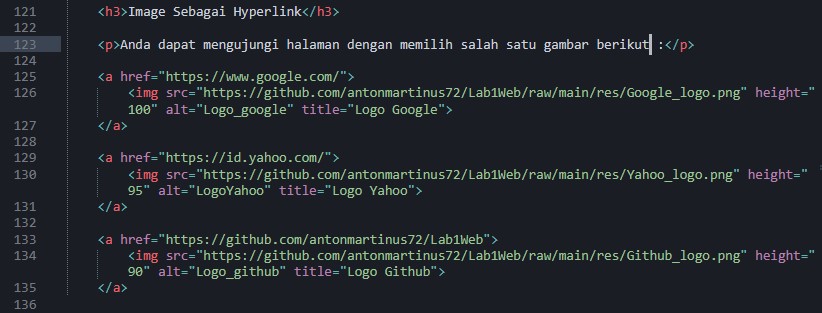 121 <h3>Image Sebagai Hyperlink</h3>
122
123 <p>Anda dapat mengujungi halaman dengan memilih salah satu gambar berikut :</p>
124
125 <a href="https://www.google.com/">
126 <img src="https://github.com/antonmartinus72/Lab1Web/raw/main/res/Google_logo.png" height="
100" alt="Logo_google" title="Logo Google">
127 </a>
128
129 <a href="https://id.yahoo.com/">
130 <img src="https://github.com/antonmartinus72/Lab1Web/raw/main/res/Yahoo_logo.png" height="
95" alt="LogoYahoo" title="Logo Yahoo">
131 </a>
132
133 <a href="https://github.com/antonmartinus72/Lab1Web">
134 <img src="https://github.com/antonmartinus72/Lab1Web/raw/main/res/Github_logo.png" height="
90" alt="Logo_github" title="Logo Github">
135 </a>
136